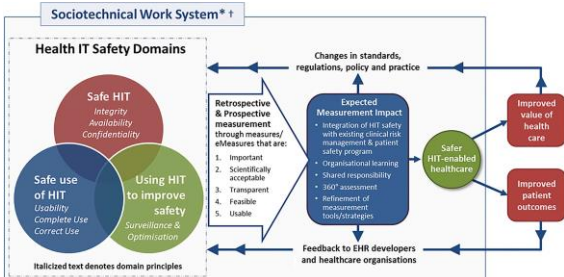 Sociotechnical Work System* †
Health IT Safety Domains
Safe HIT
Integrity
Availability
Confidentiality
Safe use
of HIT
Usability
Complete Use
Correct Use
Using HIT
to improve
safety
Surveillance &
Optimisation
Italicized text denotes domain principles
Retrospective
& Prospective
measurement
through measures/
eMeasures that are:
1. Important
2. Scientifically
acceptable
3. Transparent
4. Feasible
5. Usable
Changes in standards,
regulations, policy and practice
Expected
Measurement Impact
• Integration of HIT safety
with existing clinical risk
management & patient
safety program
• Organisational learning
• Shared responsibility
• 360° assessment
• Refinement of
measurement
tools/strategies
Feedback to EHR developers
and healthcare organisations
Safer
HIT-enabled
healthcare
Improved
value of
health
care
Improved
patient
outcomes